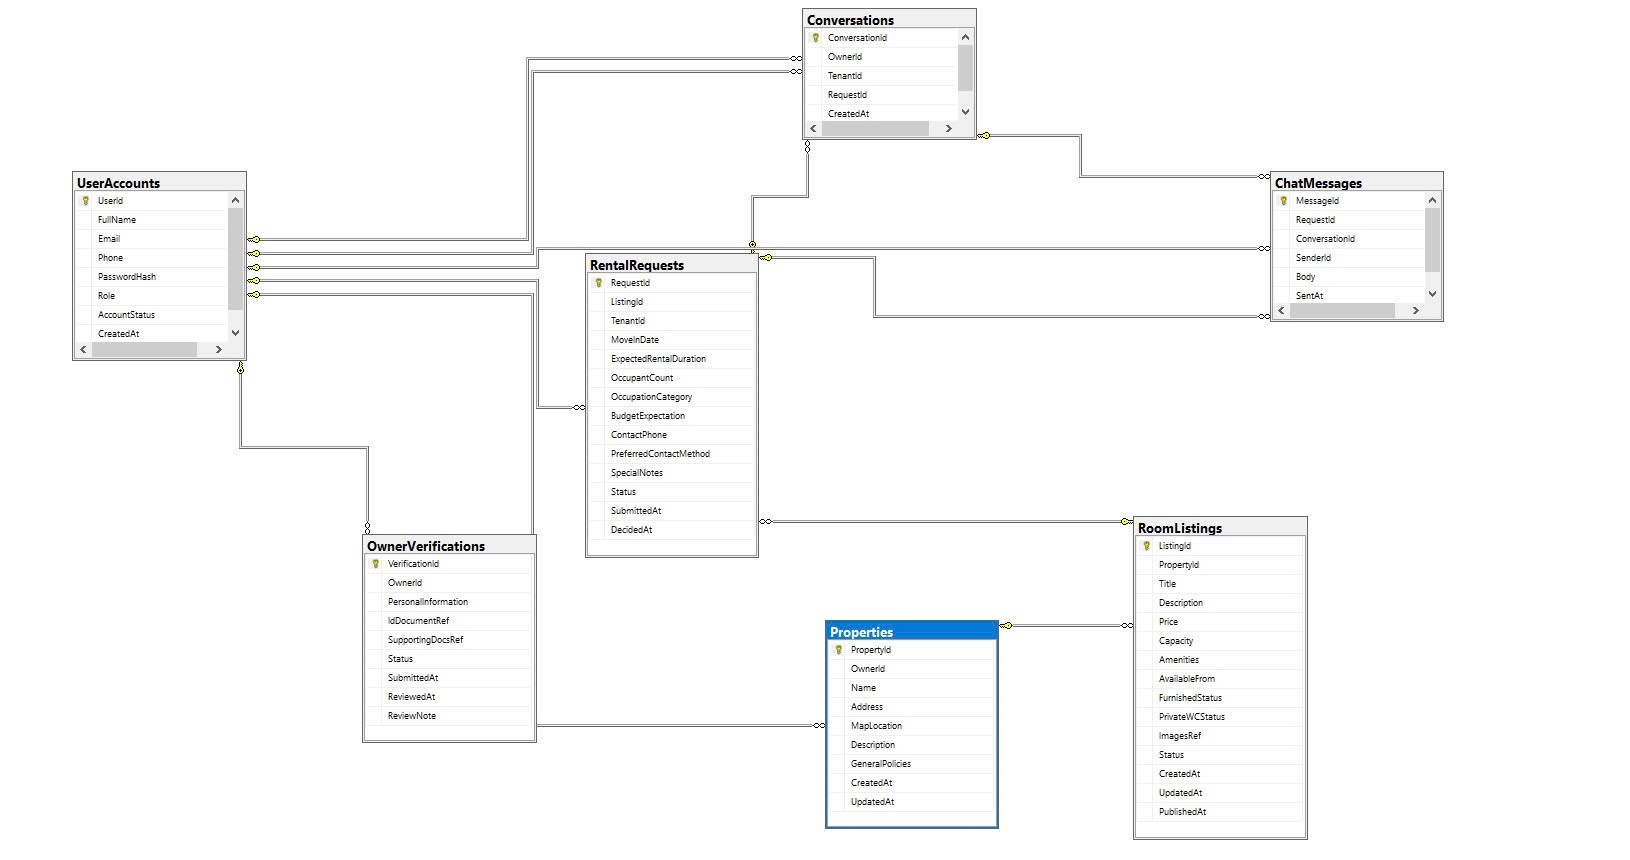 Conversations
ConversationId
OwnerId
TenantId
RequestId
CreatedAt
UserAccounts
UserId
FullName
Email
Phone
PasswordHash
Role
AccountStatus
CreatedAt
ChatMessages
MessageId
RequestId
ConversationId
SenderId
Body
SentAt
RentalRequests
RequestId
ListingId
TenantId
MoveInDate
ExpectedRentalDuration
OccupantCount
OccupationCategory
BudgetExpectation
ContactPhone
PreferredContactMethod
SpecialNotes
Status
SubmittedAt
DecidedAt
OwnerVerifications
VerificationId
OwnerId
PersonalInformation
IdDocumentRef
SupportingDocsRef
Status
SubmittedAt
ReviewedAt
ReviewNote
Properties
PropertyId
OwnerId
Name
Address
MapLocation
Description
GeneralPolicies
CreatedAt
UpdatedAt
RoomListings
ListingId
PropertyId
Title
Description
Price
Capacity
Amenities
AvailableFrom
FurnishedStatus
PrivateWCStatus
ImagesRef
Status
CreatedAt
UpdatedAt
PublishedAt